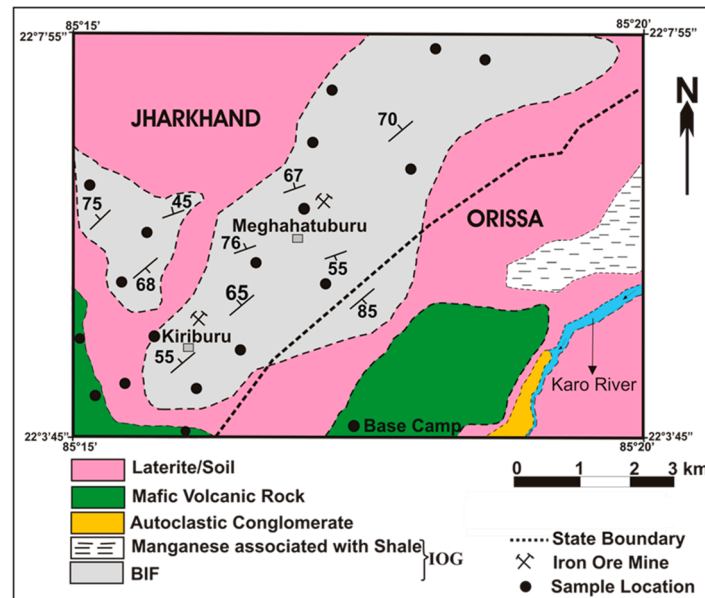 85°15' 85°20'
22°7'55" 22°7'55"
N
JHARKHAND
70
67
45
75
Meghahatuburu
ORISSA
76
55
68
65
85
Kiriburu
55
Karo River
Base Camp
22°3'45" 22°3'45"
85°15' 85°20'
Laterite/Soil
Mafic Volcanic Rock
Autoclastic Conglomerate
Manganese associated with Shale
IOG
BIF
0 1 2 3 km
State Boundary
Iron Ore Mine
Sample Location